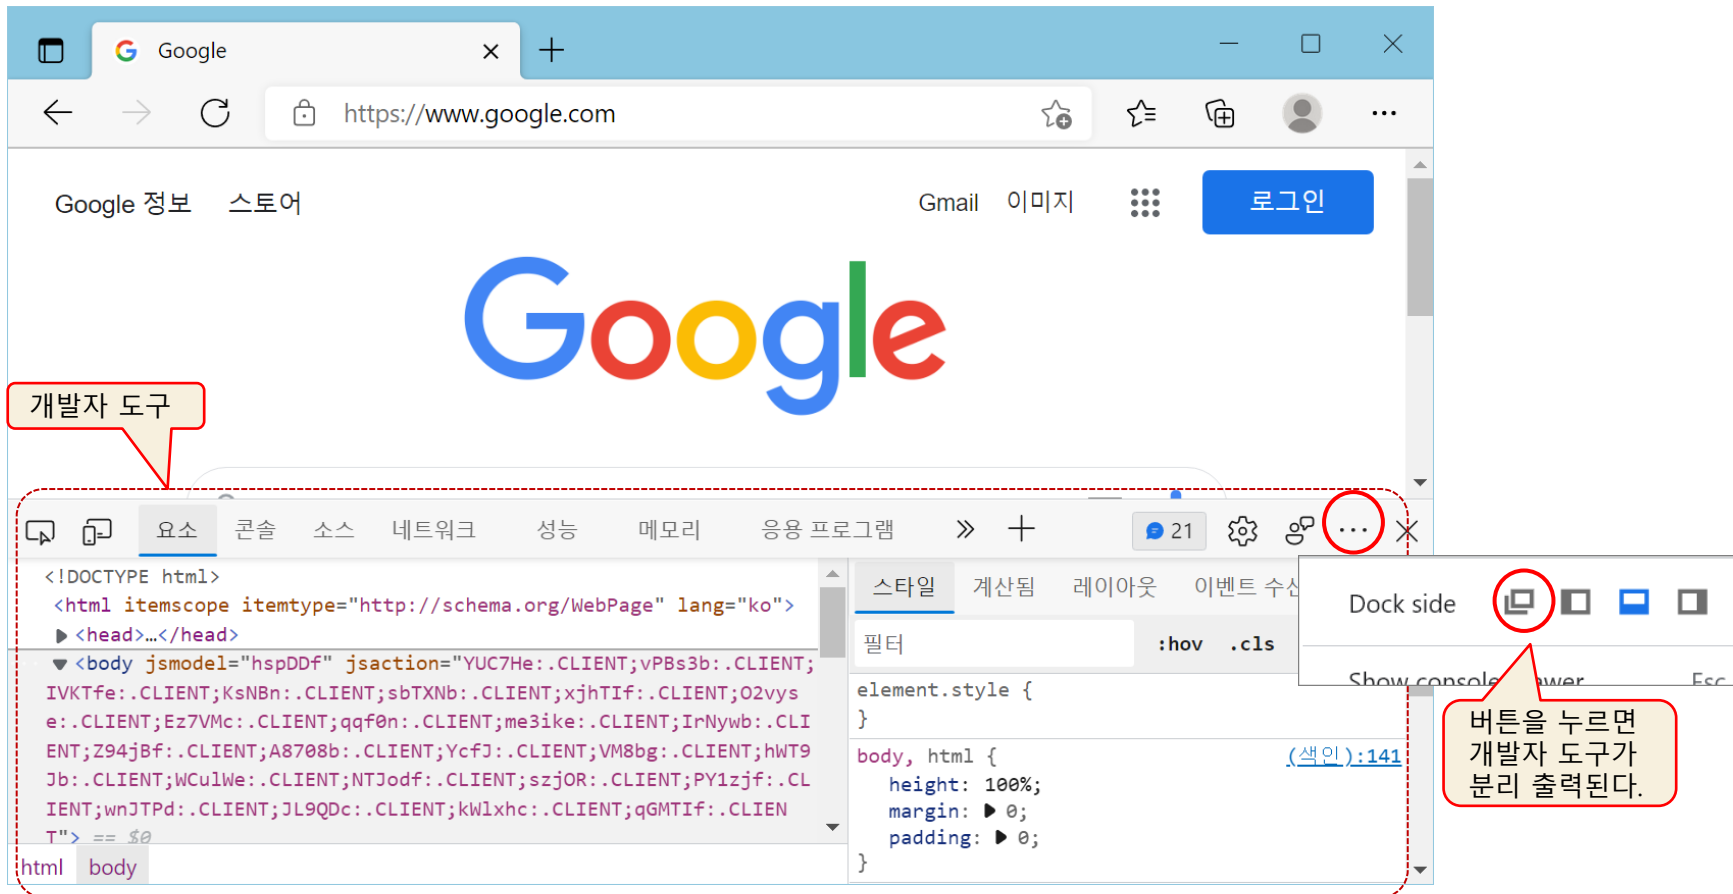 Google
https://www.google.com
Google 정보 스토어 Gmail 이미지 로그인
Google
개발자 도구
요소 콘솔 소스 네트워크 성능 메모리 응용 프로그램 21
<!DOCTYPE html>
<html itemscope itemtype="http://schema.org/WebPage" lang="ko">
<head>…</head>
<body jsmodel="hspDDf" jsaction="YUC7He:.CLIENT;vPBs3b:.CLIENT;
IVKTfe:.CLIENT;KsNBn:.CLIENT;sbTXNb:.CLIENT;xjhTIf:.CLIENT;O2vys
e:.CLIENT;Ez7VMc:.CLIENT;qqf0n:.CLIENT;me3ike:.CLIENT;IrNywb:.CLI
ENT;Z94jBf:.CLIENT;A8708b:.CLIENT;YcfJ:.CLIENT;VM8bg:.CLIENT;hWT9
Jb:.CLIENT;WCulWe:.CLIENT;NTJodf:.CLIENT;szjOR:.CLIENT;PY1zjf:.CL
IENT;wnJTPd:.CLIENT;JL9QDc:.CLIENT;kWlxhc:.CLIENT;qGMTIf:.CLIEN
T"> == $0
html body
스타일 계산됨 레이아웃 이벤트 수신
필터 :hov .cls
element.style {
}
body, html { (색인):141
height: 100%;
margin: 0;
padding: 0;
}
Dock side
Show console Esc
버튼을 누르면
개발자 도구가
분리 출력된다.